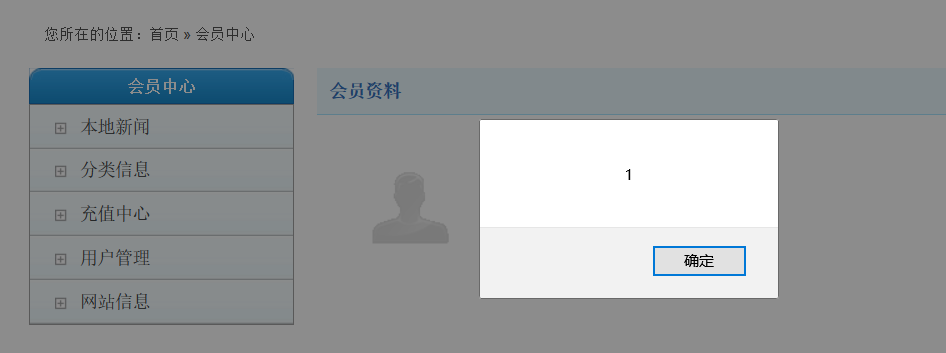 您所在的位置：首页 » 会员中心
会员中心
本地新闻
分类信息
充值中心
用户管理
网站信息
会员资料
1
确定